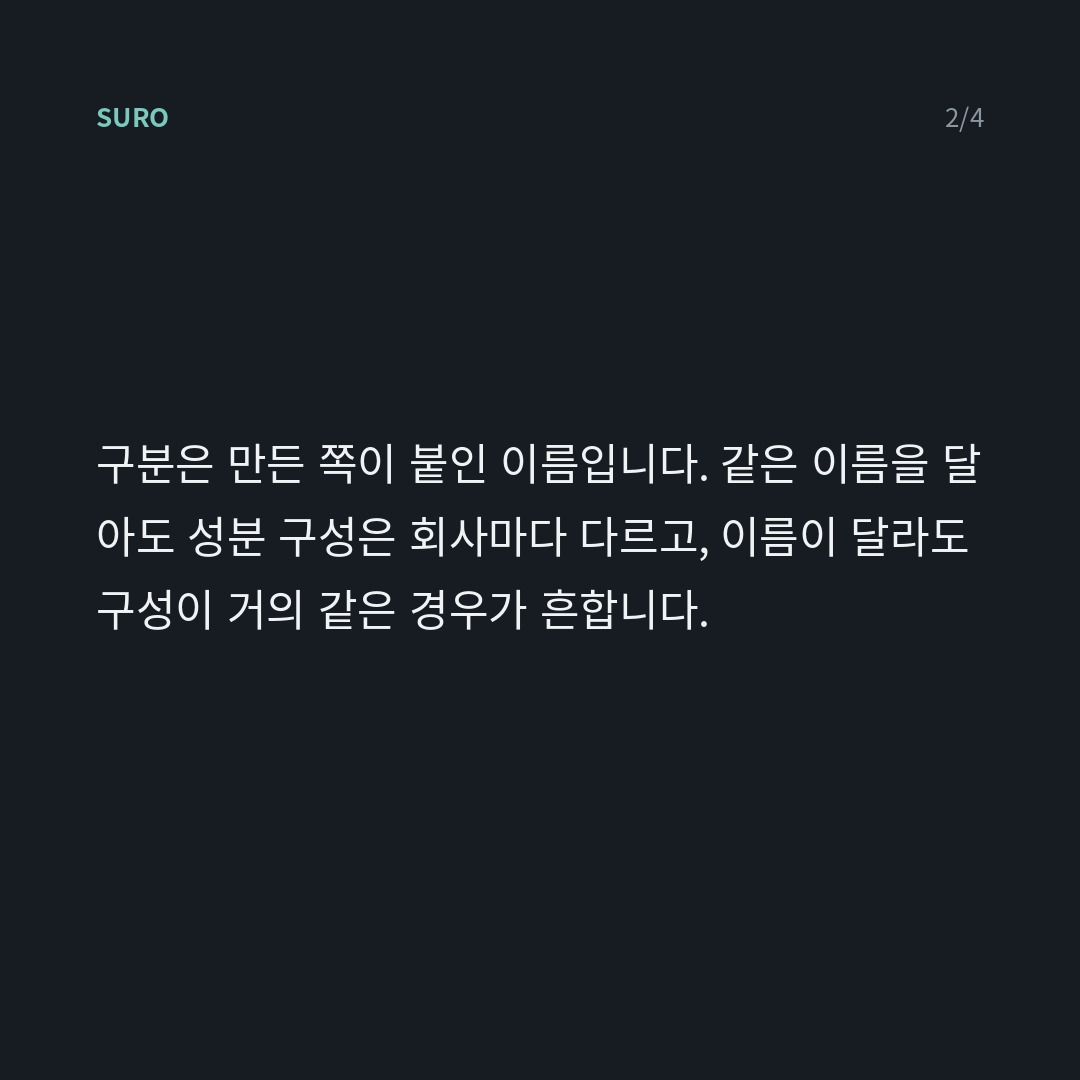 SURO
2/4
구분은 만든 쪽이 붙인 이름입니다. 같은 이름을 달
아도 성분 구성은 회사마다 다르고, 이름이 달라도
구성이 거의 같은 경우가 흔합니다.